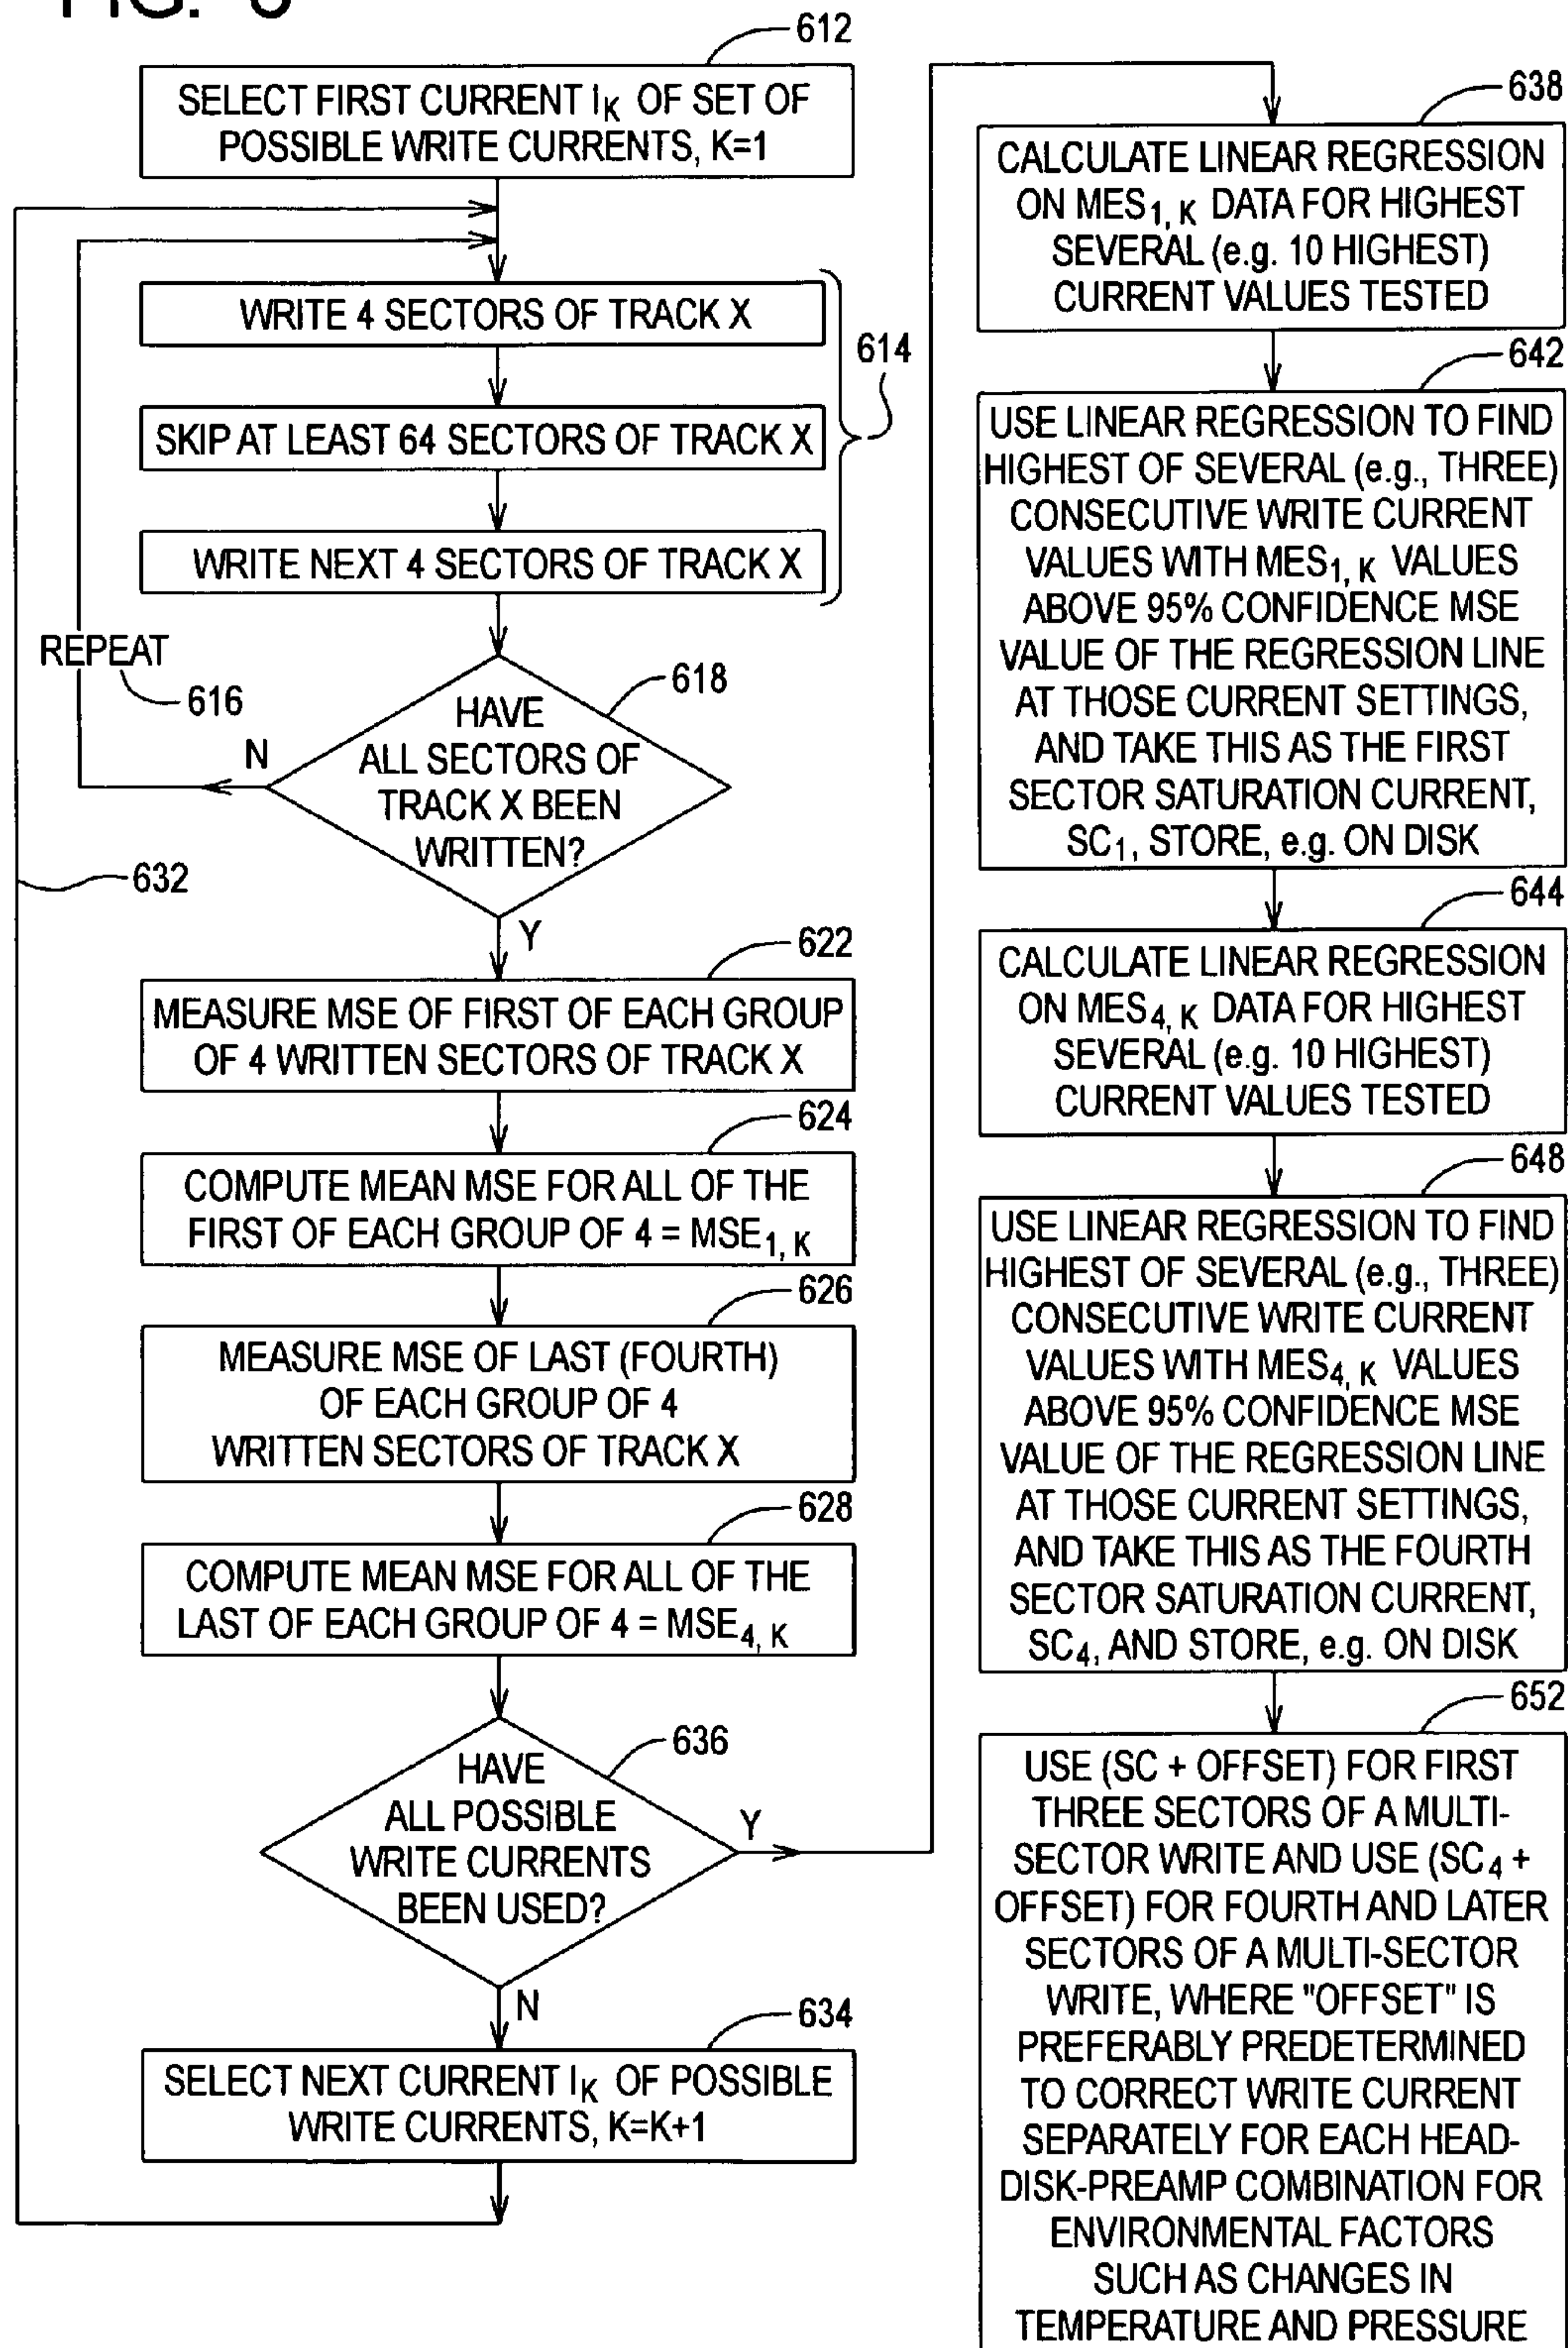 FIG. 6
612
SELECT FIRST CURRENT IK OF SET OF
POSSIBLE WRITE CURRENTS, K=1
WRITE 4 SECTORS OF TRACK X
614
SKIP AT LEAST 64 SECTORS OF TRACK X
WRITE NEXT 4 SECTORS OF TRACK X
REPEAT
616
618
HAVE
ALL SECTORS OF
TRACK X BEEN
WRITTEN?
N
Y
632
622
MEASURE MSE OF FIRST OF EACH GROUP
OF 4 WRITTEN SECTORS OF TRACK X
624
COMPUTE MEAN MSE FOR ALL OF THE
FIRST OF EACH GROUP OF 4 = MSE1, K
626
MEASURE MSE OF LAST (FOURTH)
OF EACH GROUP OF 4
WRITTEN SECTORS OF TRACK X
628
COMPUTE MEAN MSE FOR ALL OF THE
LAST OF EACH GROUP OF 4 = MSE4, K
636
HAVE
ALL POSSIBLE
WRITE CURRENTS
BEEN USED?
Y
N
634
SELECT NEXT CURRENT IK OF POSSIBLE
WRITE CURRENTS, K=K+1
638
CALCULATE LINEAR REGRESSION
ON MES1, K DATA FOR HIGHEST
SEVERAL (e.g. 10 HIGHEST)
CURRENT VALUES TESTED
642
USE LINEAR REGRESSION TO FIND
HIGHEST OF SEVERAL (e.g., THREE)
CONSECUTIVE WRITE CURRENT
VALUES WITH MES1, K VALUES
ABOVE 95% CONFIDENCE MSE
VALUE OF THE REGRESSION LINE
AT THOSE CURRENT SETTINGS,
AND TAKE THIS AS THE FIRST
SECTOR SATURATION CURRENT,
SC1, STORE, e.g. ON DISK
644
CALCULATE LINEAR REGRESSION
ON MES4, K DATA FOR HIGHEST
SEVERAL (e.g. 10 HIGHEST)
CURRENT VALUES TESTED
648
USE LINEAR REGRESSION TO FIND
HIGHEST OF SEVERAL (e.g., THREE)
CONSECUTIVE WRITE CURRENT
VALUES WITH MES4, K VALUES
ABOVE 95% CONFIDENCE MSE
VALUE OF THE REGRESSION LINE
AT THOSE CURRENT SETTINGS,
AND TAKE THIS AS THE FOURTH
SECTOR SATURATION CURRENT,
SC4, AND STORE, e.g. ON DISK
652
USE (SC + OFFSET) FOR FIRST
THREE SECTORS OF A MULTI-
SECTOR WRITE AND USE (SC4 +
OFFSET) FOR FOURTH AND LATER
SECTORS OF A MULTI-SECTOR
WRITE, WHERE "OFFSET" IS
PREFERABLY PREDETERMINED
TO CORRECT WRITE CURRENT
SEPARATELY FOR EACH HEAD-
DISK-PREAMP COMBINATION FOR
ENVIRONMENTAL FACTORS
SUCH AS CHANGES IN
TEMPERATURE AND PRESSURE